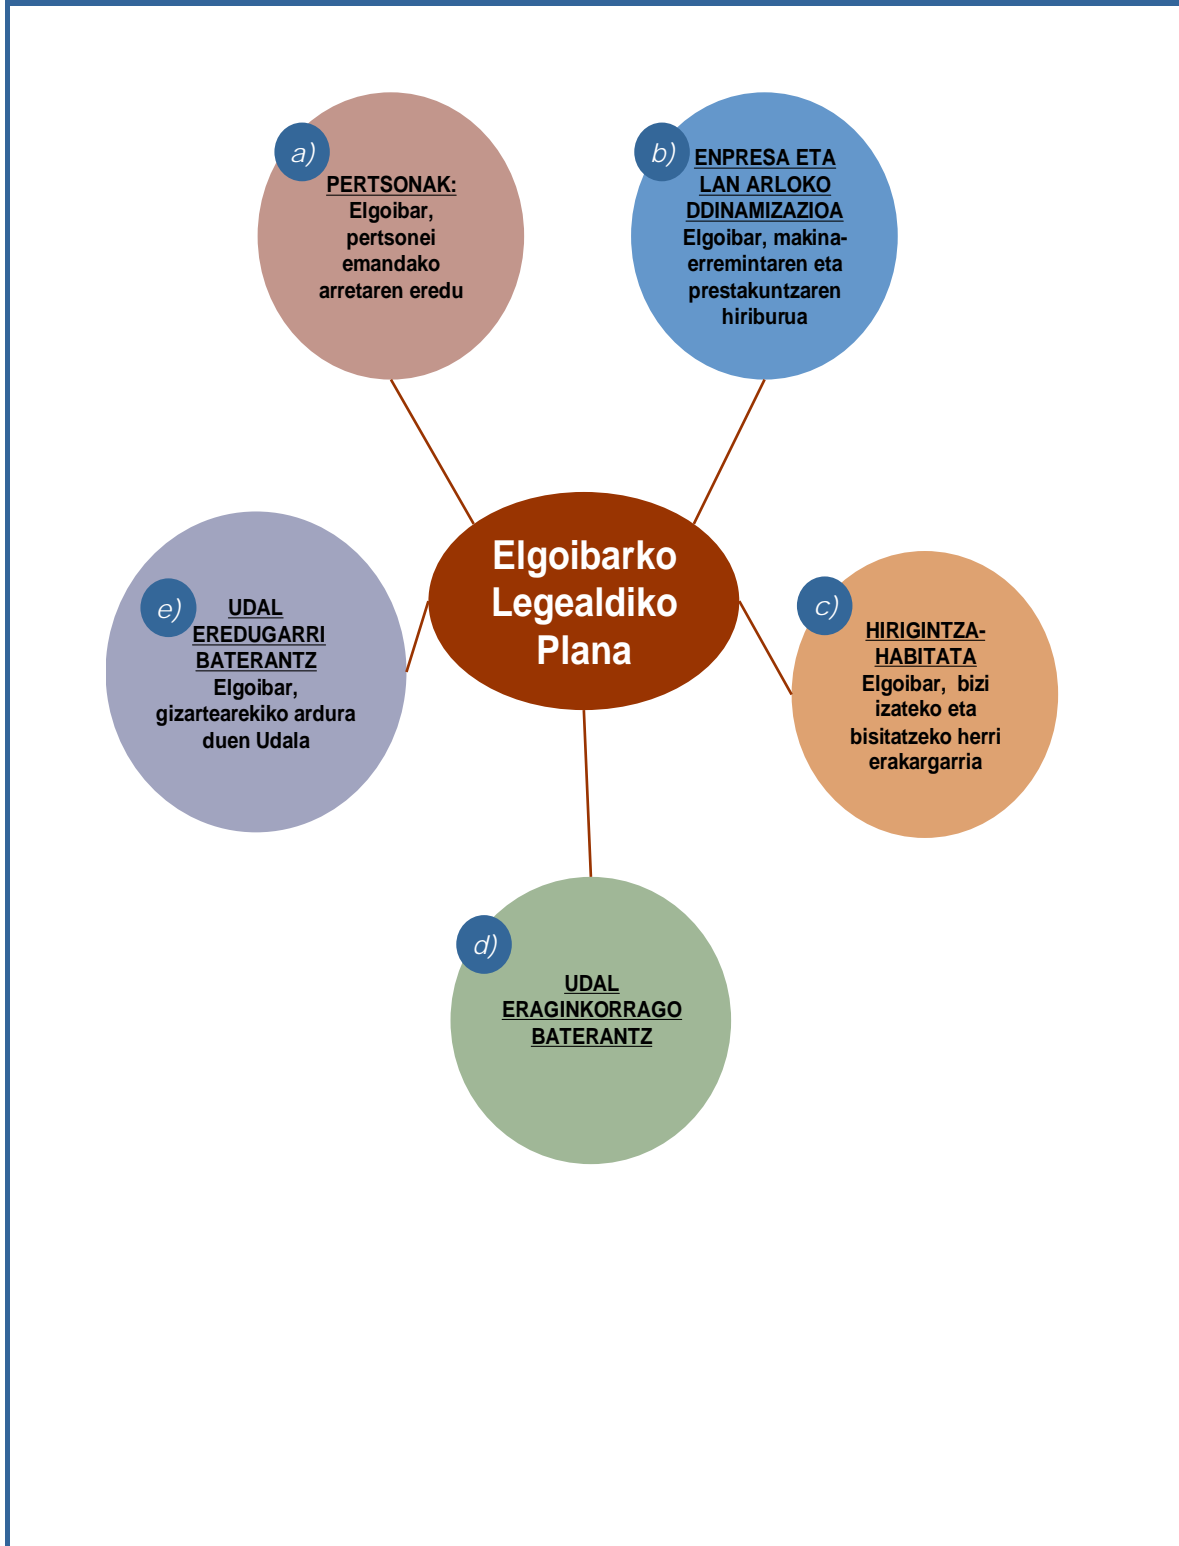 a)
PERTSONAK:
Elgoibar,
pertsonei
emandako
arretaren eredu
b)
ENPRESA ETA
LAN ARLOKO
DDINAMIZAZIOA
Elgoibar, makina-
erremintaren eta
prestakuntzaren
hiriburua
Elgoibarko
Legealdiko
Plana
c)
HIRIGINTZA-
HABITATA
Elgoibar, bizi
izateko eta
bisitatzeko herri
erakargarria
d)
UDAL
ERAGINKORRAGO
BATERANTZ
e)
UDAL
EREDUGARRI
BATERANTZ
Elgoibar,
gizartearekiko ardura
duen Udala